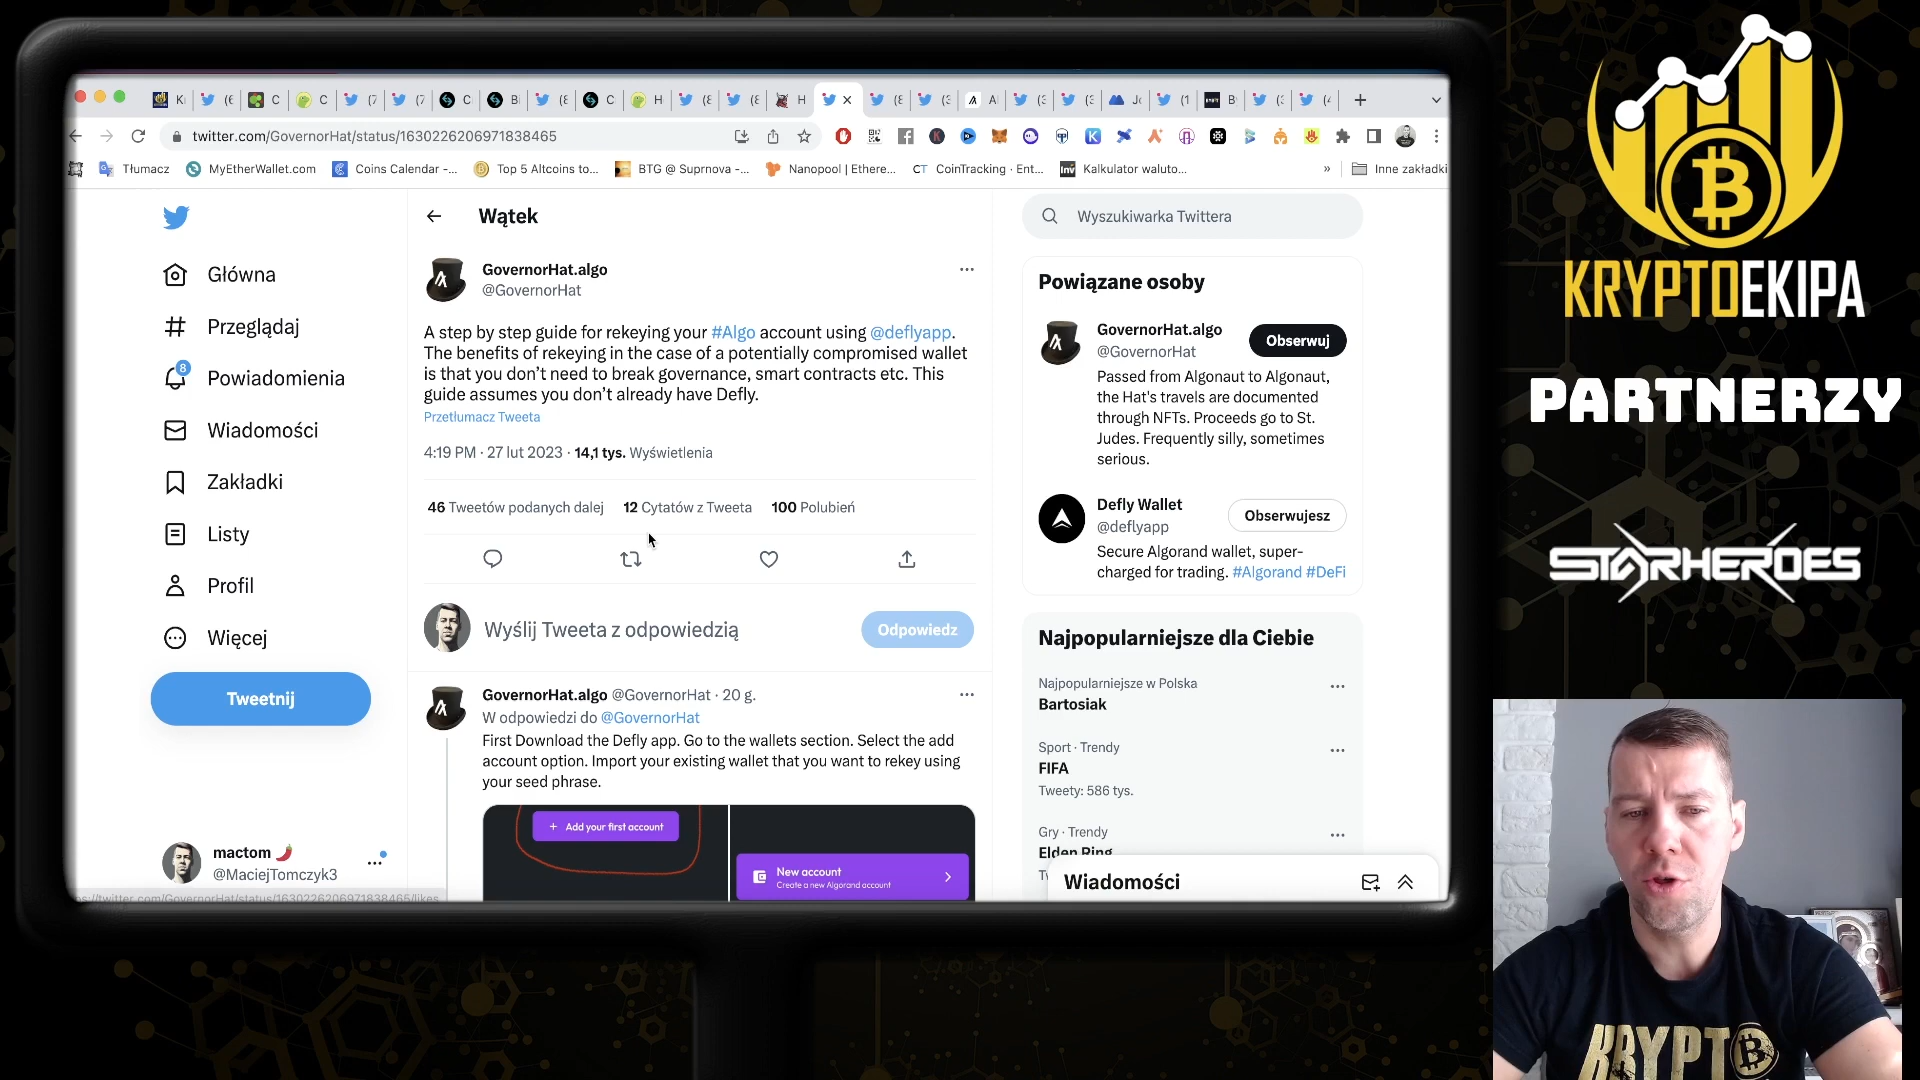 twitter.com/GovernorHat/status/1630226206971838465
Tłumacz
MyEtherWallet.com
Coins Calendar -...
Top 5 Altcoins to...
BTG @ Suprnova -...
Nanopool | Ethere...
CoinTracking · Ent...
Kalkulator waluto...
»
Inne zakładki
Główna
Przeglądaj
8
Powiadomienia
Wiadomości
Zakładki
Listy
Profil
Więcej
Tweetnij
mactom
@MaciejTomczyk3
Wątek
GovernorHat.algo
@GovernorHat
A step by step guide for rekeying your #Algo account using @deflyapp.
The benefits of rekeying in the case of a potentially compromised wallet
is that you don’t need to break governance, smart contracts etc. This
guide assumes you don’t already have Defly.
Przetłumacz Tweeta
4:19 PM · 27 lut 2023 · 14,1 tys. Wyświetlenia
46 Tweetów podanych dalej 12 Cytatów z Tweeta 100 Polubień
Wyślij Tweeta z odpowiedzią
Odpowiedz
GovernorHat.algo @GovernorHat · 20 g.
W odpowiedzi do @GovernorHat
First Download the Defly app. Go to the wallets section. Select the add
account option. Import your existing wallet that you want to rekey using
your seed phrase.
+ Add your first account
New account
Create a new Algorand account
Wyszukiwarka Twittera
Powiązane osoby
GovernorHat.algo
@GovernorHat
Obserwuj
Passed from Algonaut to Algonaut,
the Hat's travels are documented
through NFTs. Proceeds go to St.
Judes. Frequently silly, sometimes
serious.
Defly Wallet
@deflyapp
Obserwujesz
Secure Algorand wallet, super-
charged for trading. #Algorand #DeFi
Najpopularniejsze dla Ciebie
Najpopularniejsze w Polska
Bartosiak
Sport · Trendy
FIFA
Tweety: 586 tys.
Gry · Trendy
Elden Ring
Wiadomości
KRYPTOEKIPA
PARTNERZY
STARHEROES
KRYPTO